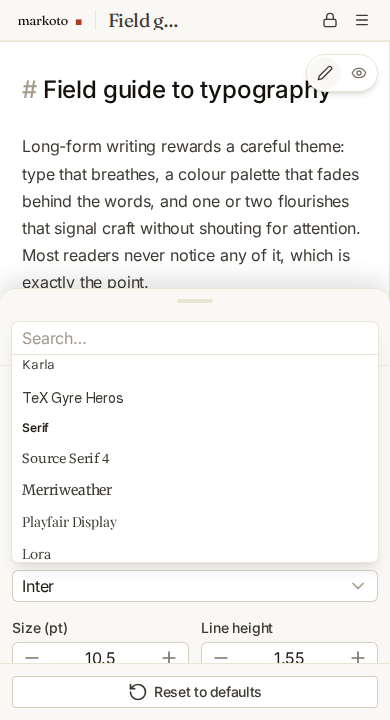 markoto
Field g...
# Field guide to typography
Long-form writing rewards a careful theme:
type that breathes, a colour palette that fades
behind the words, and one or two flourishes
that signal craft without shouting for attention.
Most readers never notice any of it, which is
exactly the point.
Search...
Karla
TeX Gyre Heros
Serif
Source Serif 4
Merriweather
Playfair Display
Lora
Inter
Size (pt)
Line height
10.5
1.55
Reset to defaults